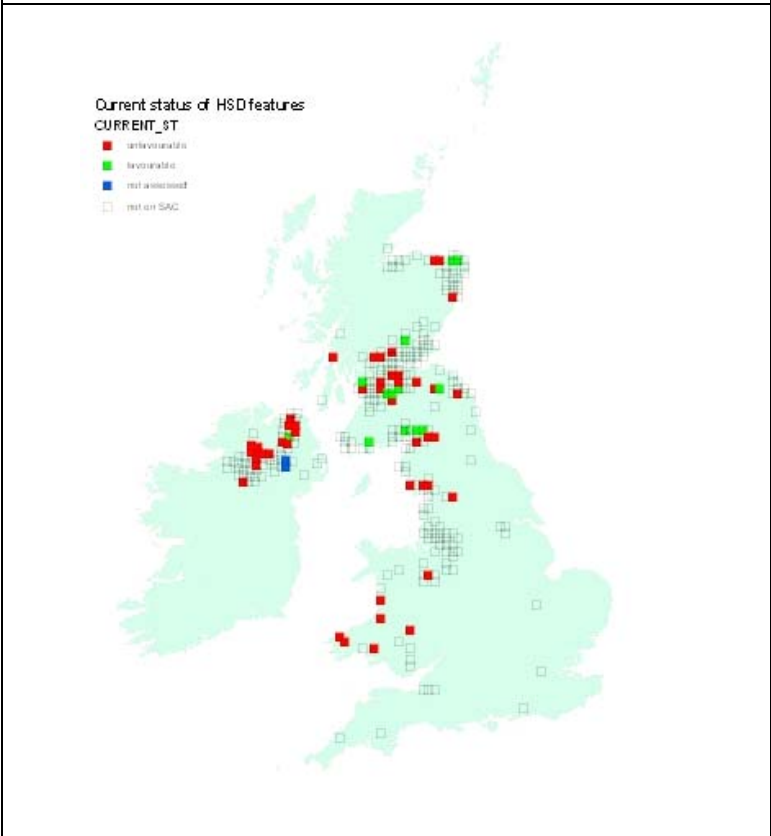 Current status of HSD features
CURRENT_ST
unfavourable
favourable
not assessed
not on SAC